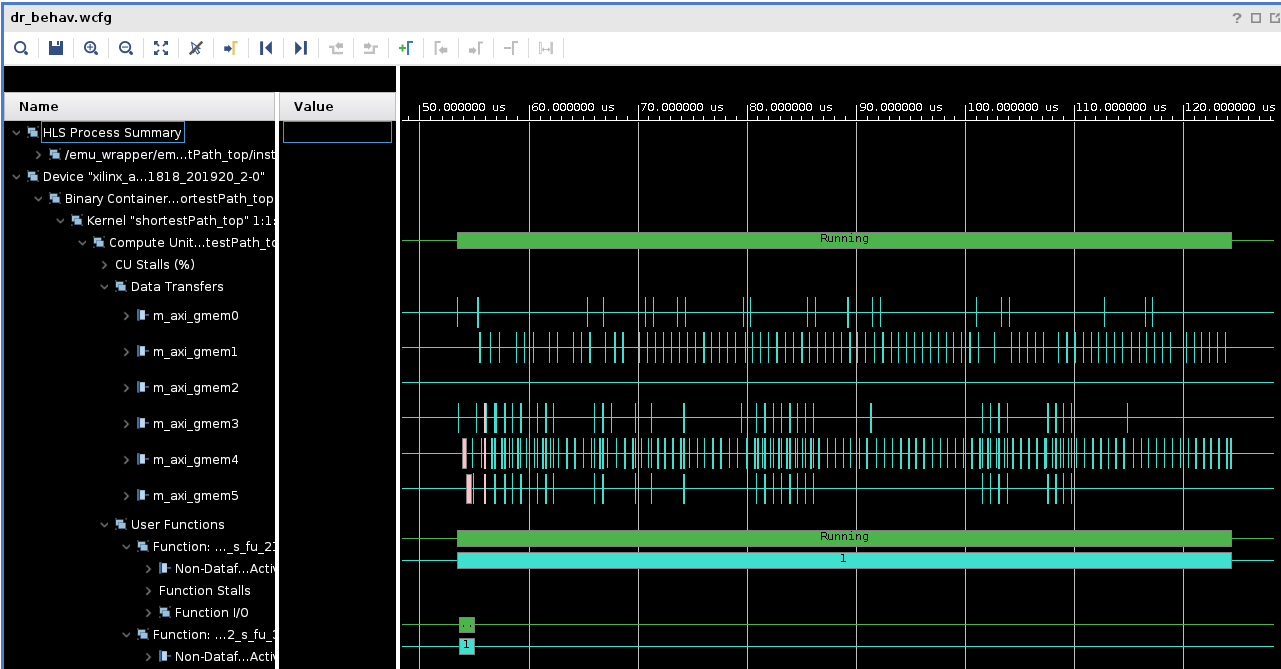 dr_behav.wcfg
Name Value
50.000000 us 60.000000 us 70.000000 us 80.000000 us 90.000000 us 100.000000 us 110.000000 us 120.000000 us
HLS Process Summary
/emu_wrapper/em...tPath_top/inst
Device "xilinx_a...1818_201920_2-0"
Binary Container...ortestPath_top
Kernel "shortestPath_top" 1:1:
Compute Unit...testPath_to
Running
CU Stalls (%)
Data Transfers
m_axi_gmem0
m_axi_gmem1
m_axi_gmem2
m_axi_gmem3
m_axi_gmem4
m_axi_gmem5
User Functions
Function: ..._s_fu_21
Running
Non-Dataf...Activ
1
Function Stalls
Function I/O
Function: ...2_s_fu_3
..
Non-Dataf...Activ
1